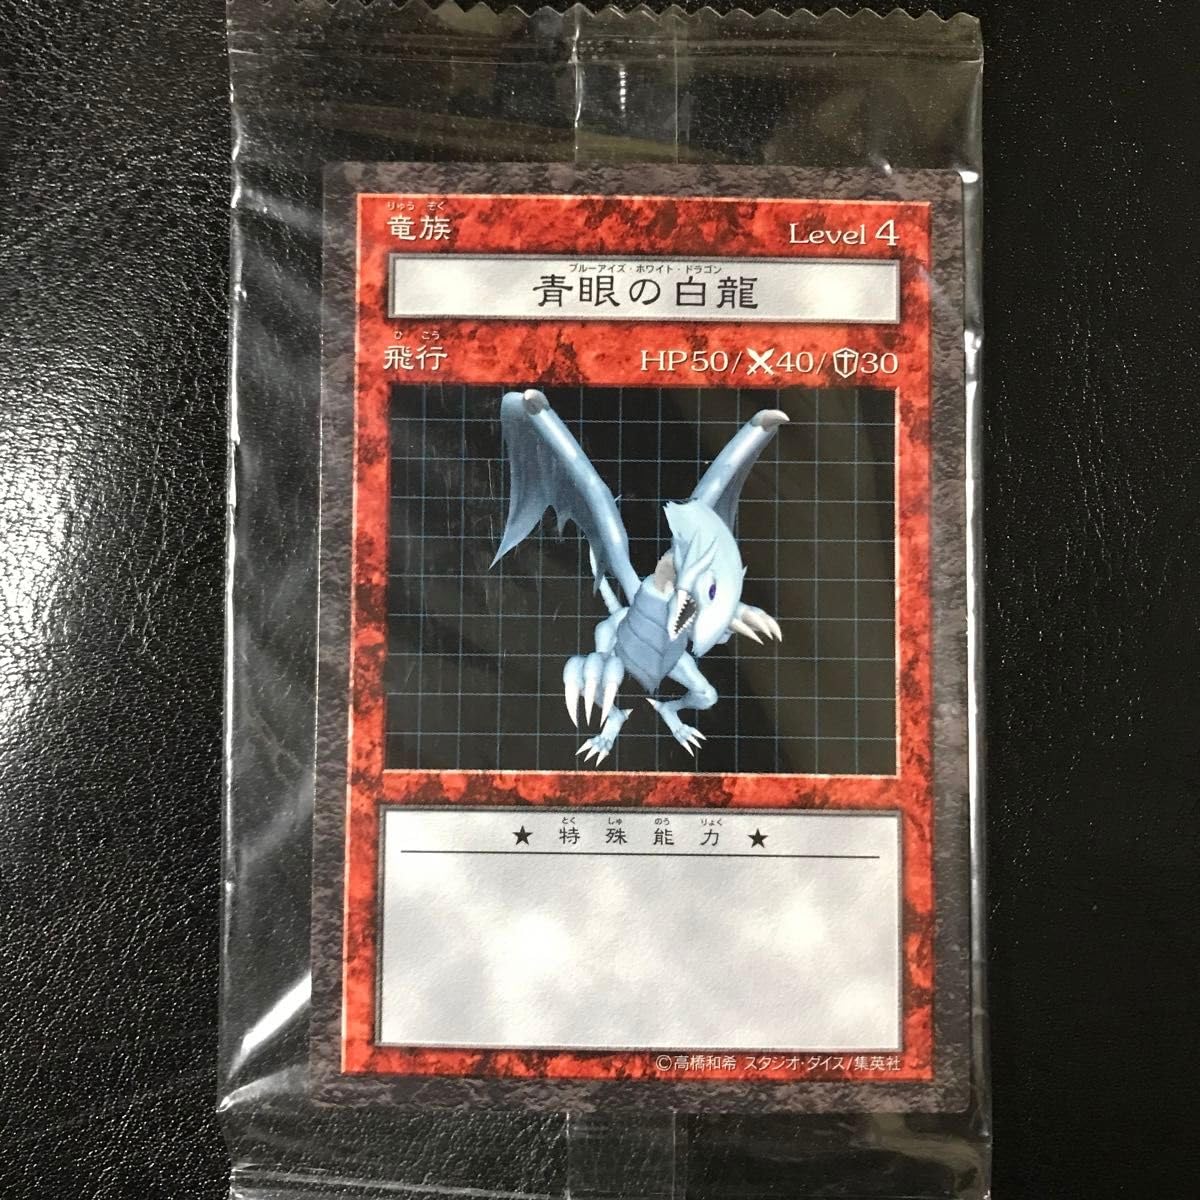 りゅう ぞく
竜族
Level 4
ブルーアイズ・ホワイト・ドラゴン
青眼の白龍
ひ こう
飛行
HP50/40/30
とく しゅ のう りょく
★ 特殊能力 ★
©高橋和希 スタジオ・ダイス/集英社